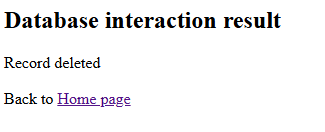 Database interaction result
Record deleted
Back to Home page